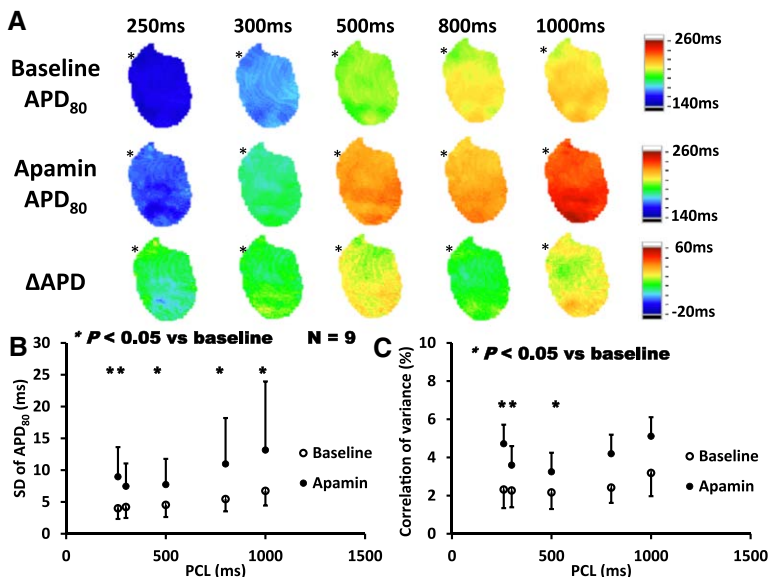 A
250ms 300ms 500ms 800ms 1000ms
Baseline
APD80
* * * * *
260ms
140ms
Apamin
APD80
* * * * *
260ms
140ms
ΔAPD
* * * * *
60ms
-20ms
B
* P < 0.05 vs baseline N = 9
** * * *
SD of APD80 (ms)
30
25
20
15
10
5
0
0 500 1000 1500
PCL (ms)
Baseline
Apamin
C
* P < 0.05 vs baseline
** *
Correlation of variance (%)
10
8
6
4
2
0
0 500 1000 1500
PCL (ms)
Baseline
Apamin